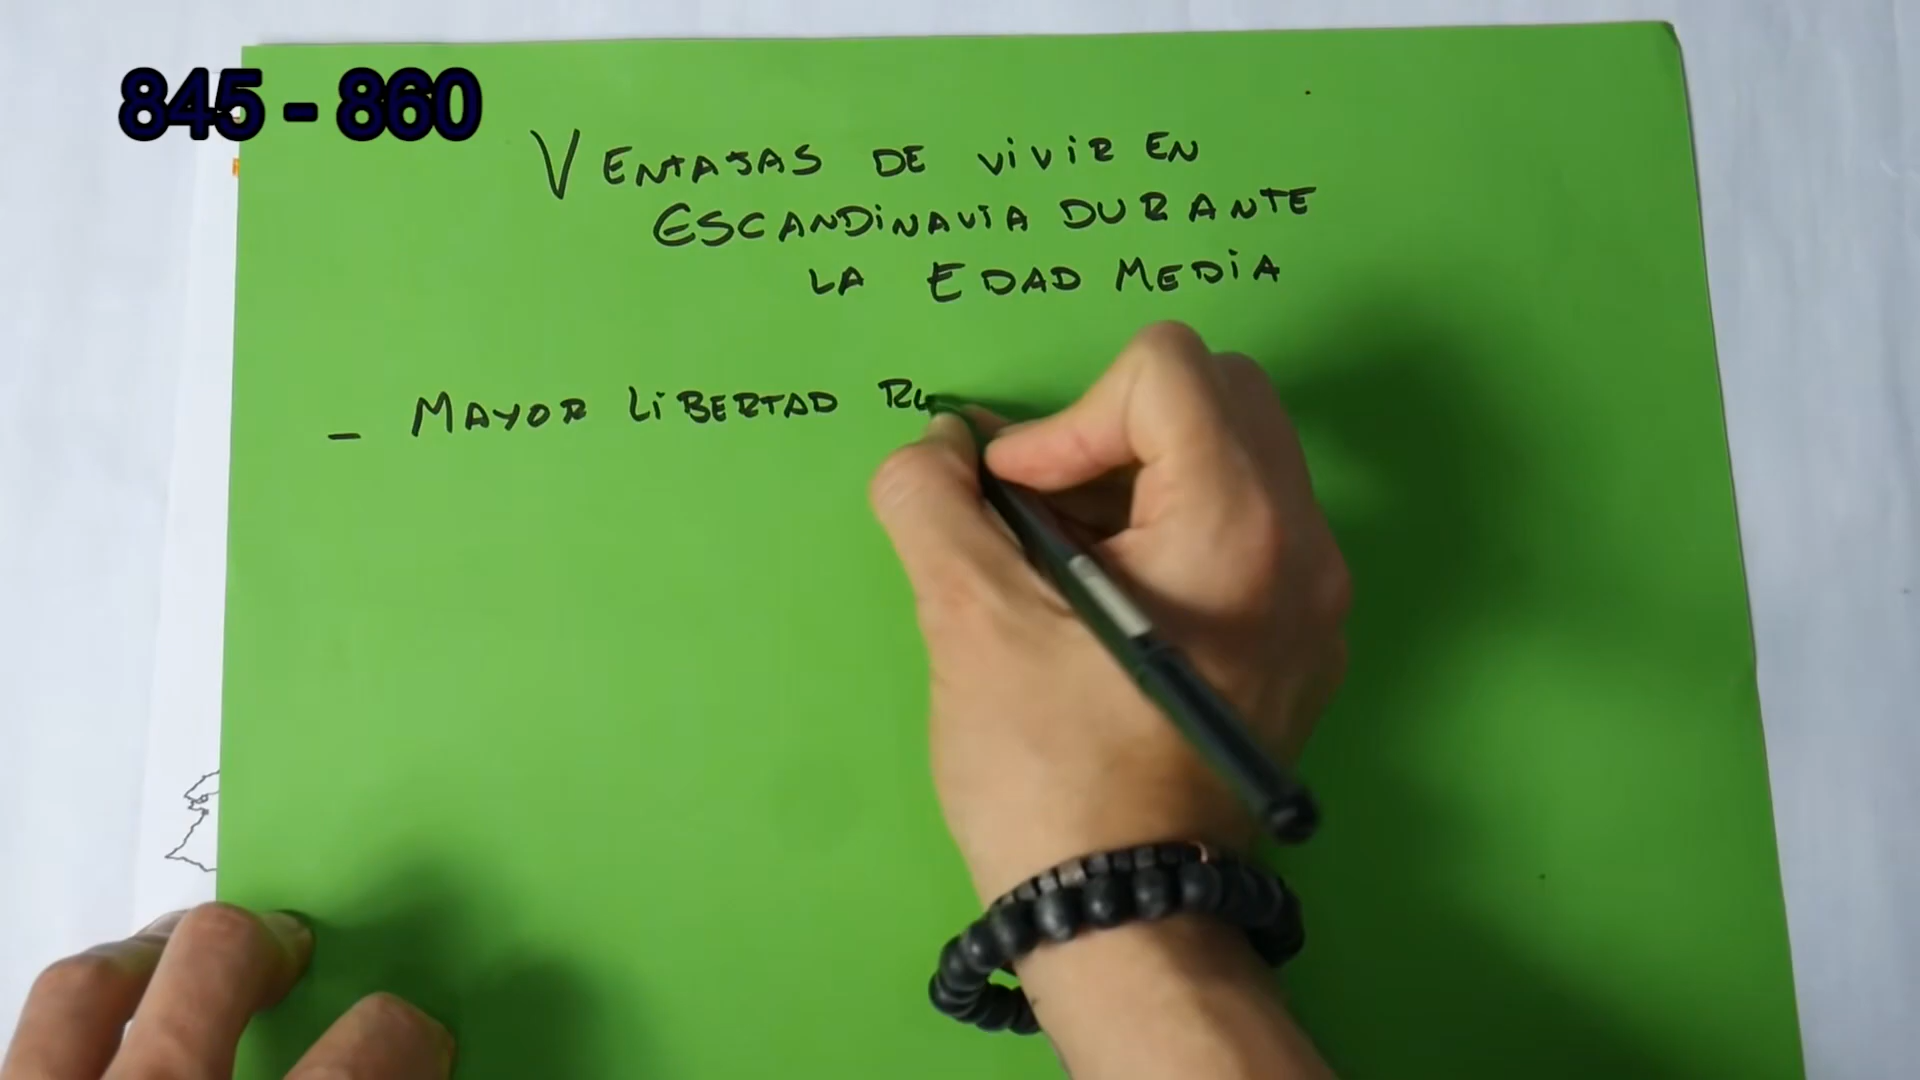 845 - 860
VENTAJAS DE VIVIR EN
ESCANDINAVIA DURANTE
LA EDAD MEDIA
- MAYOR LIBERTAD